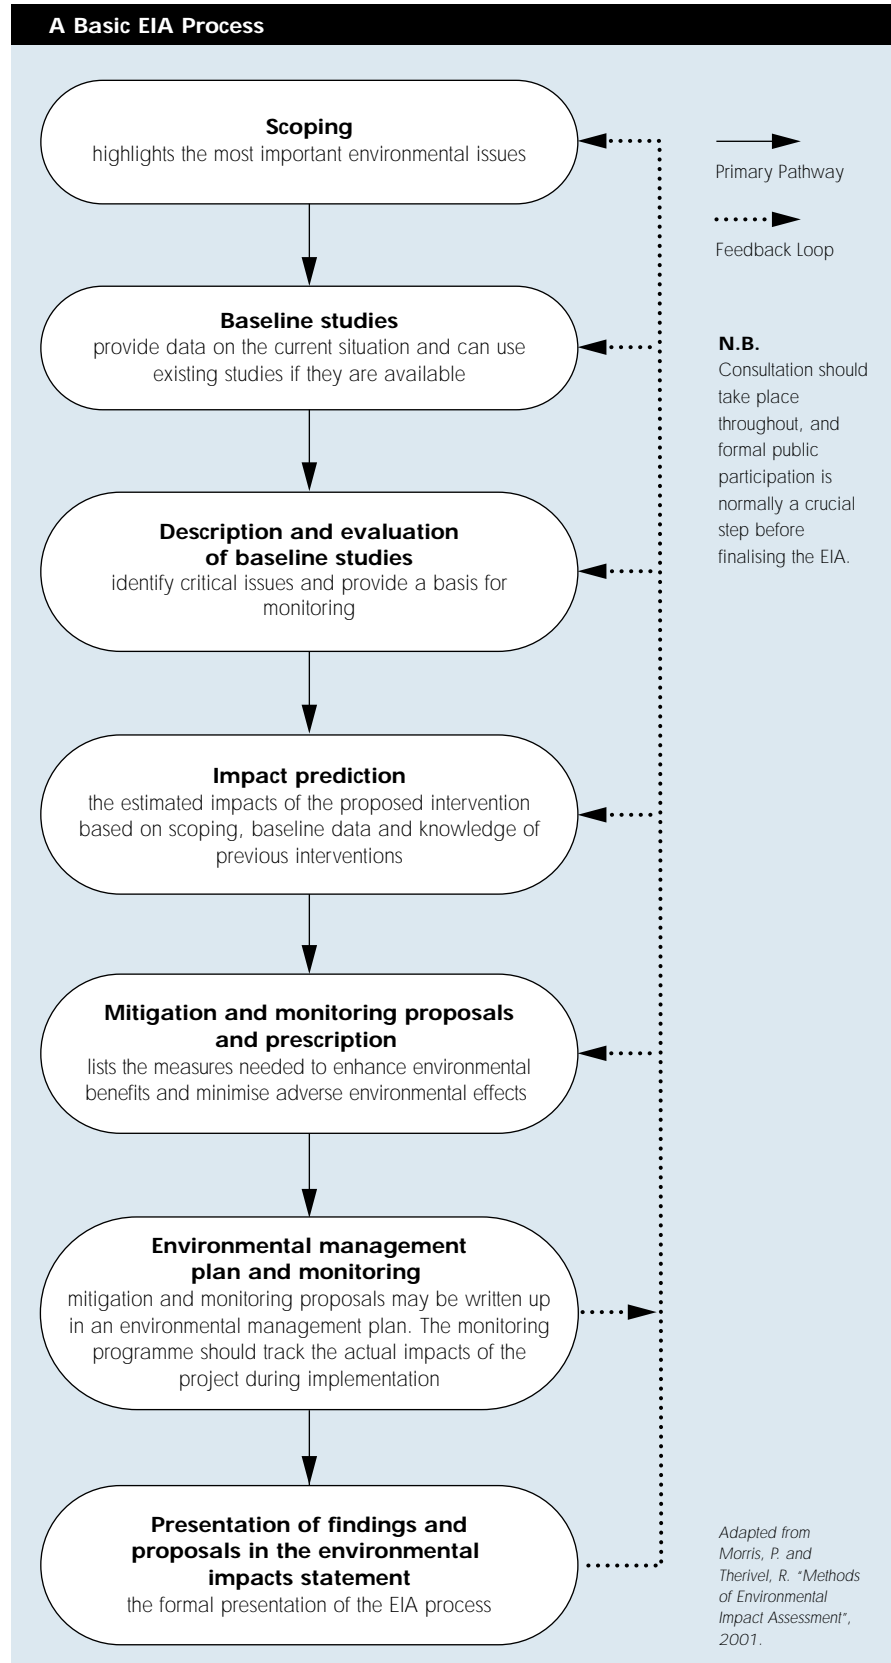 A Basic EIA Process
Scoping
highlights the most important environmental issues
Primary Pathway
Feedback Loop
Baseline studies
provide data on the current situation and can use
existing studies if they are available
N.B.
Consultation should
take place
throughout, and
formal public
participation is
normally a crucial
step before
finalising the EIA.
Description and evaluation
of baseline studies
identify critical issues and provide a basis for
monitoring
Impact prediction
the estimated impacts of the proposed intervention
based on scoping, baseline data and knowledge of
previous interventions
Mitigation and monitoring proposals
and prescription
lists the measures needed to enhance environmental
benefits and minimise adverse environmental effects
Environmental management
plan and monitoring
mitigation and monitoring proposals may be written up
in an environmental management plan. The monitoring
programme should track the actual impacts of the
project during implementation
Presentation of findings and
proposals in the environmental
impacts statement
the formal presentation of the EIA process
Adapted from
Morris, P. and
Therivel, R. "Methods
of Environmental
Impact Assessment",
2001.